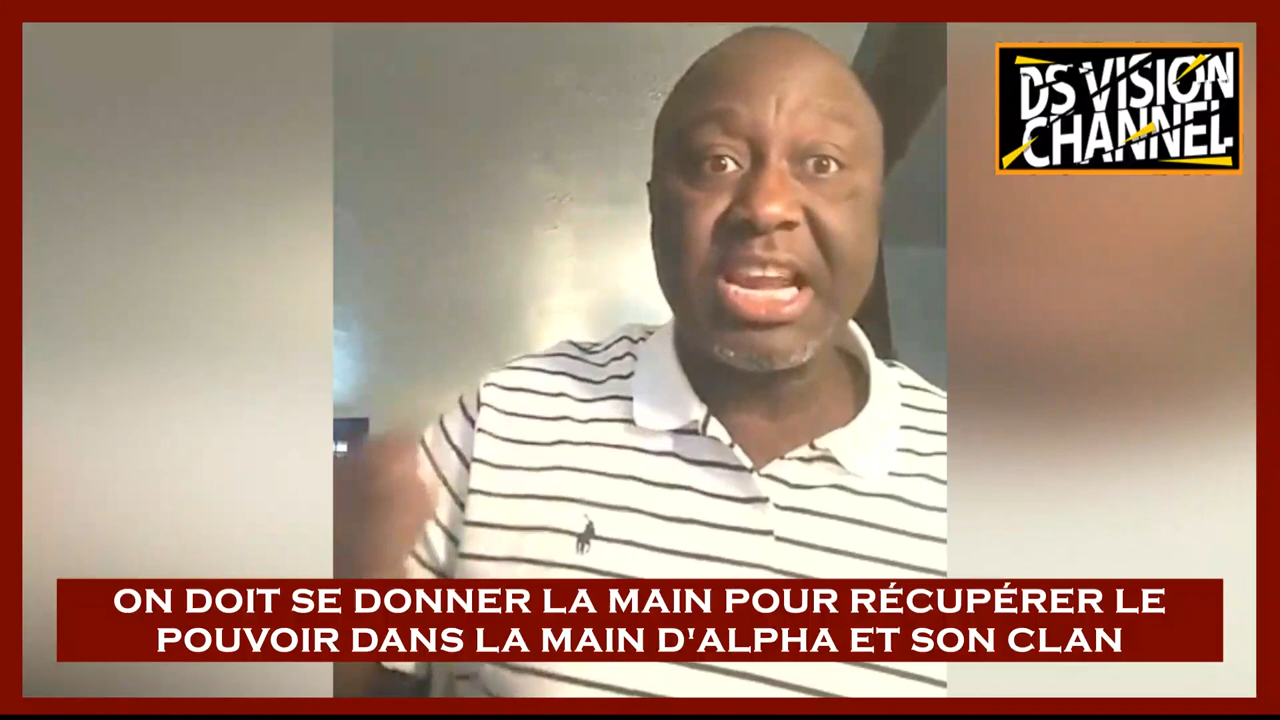 DS VISION
CHANNEL
ON DOIT SE DONNER LA MAIN POUR RÉCUPÉRER LE
POUVOIR DANS LA MAIN D'ALPHA ET SON CLAN